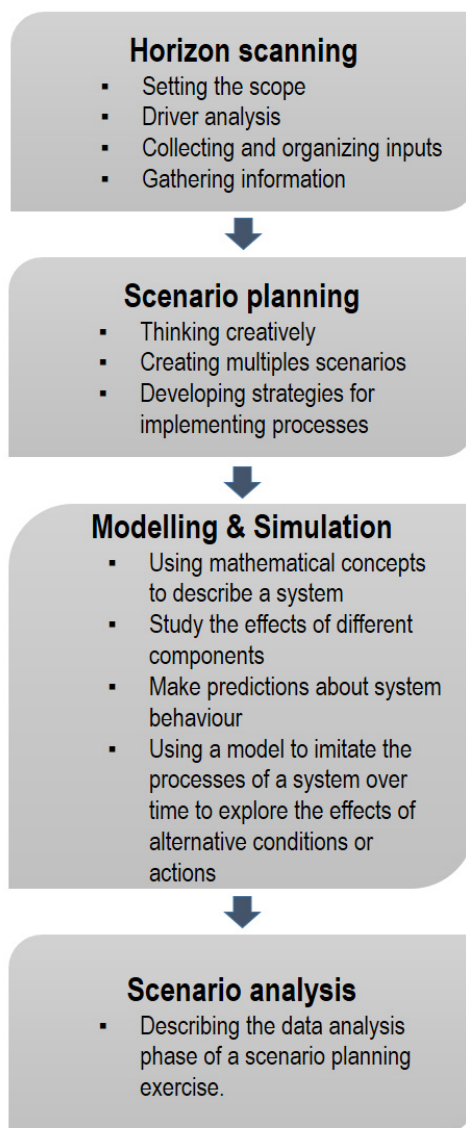 Horizon scanning
▪ Setting the scope
▪ Driver analysis
▪ Collecting and organizing inputs
▪ Gathering information
Scenario planning
▪ Thinking creatively
▪ Creating multiples scenarios
▪ Developing strategies for
implementing processes
Modelling & Simulation
▪ Using mathematical concepts
to describe a system
▪ Study the effects of different
components
▪ Make predictions about system
behaviour
▪ Using a model to imitate the
processes of a system over
time to explore the effects of
alternative conditions or
actions
Scenario analysis
▪ Describing the data analysis
phase of a scenario planning
exercise.